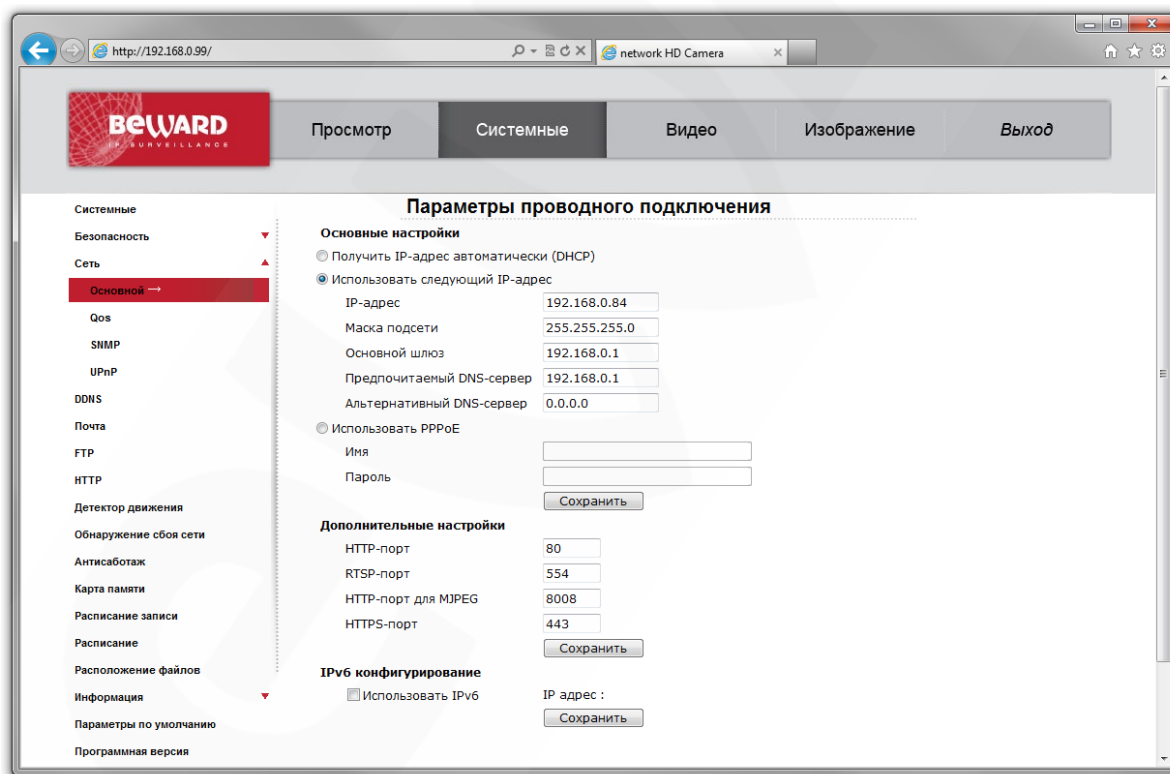 http://192.168.0.99/
network HD Camera
BEWARD
IP SURVEILLANCE
Просмотр
Системные
Видео
Изображение
Выход
Системные
Безопасность
Сеть
Основной →
Qos
SNMP
UPnP
DDNS
Почта
FTP
HTTP
Детектор движения
Обнаружение сбоя сети
Антисаботаж
Карта памяти
Расписание записи
Расписание
Расположение файлов
Информация
Параметры по умолчанию
Программная версия
Параметры проводного подключения
Основные настройки
Получить IP-адрес автоматически (DHCP)
Использовать следующий IP-адрес
IP-адрес 192.168.0.84
Маска подсети 255.255.255.0
Основной шлюз 192.168.0.1
Предпочитаемый DNS-сервер 192.168.0.1
Альтернативный DNS-сервер 0.0.0.0
Использовать PPPoE
Имя
Пароль
Сохранить
Дополнительные настройки
HTTP-порт 80
RTSP-порт 554
HTTP-порт для MJPEG 8008
HTTPS-порт 443
Сохранить
IPv6 конфигурирование
Использовать IPv6 IP адрес :
Сохранить